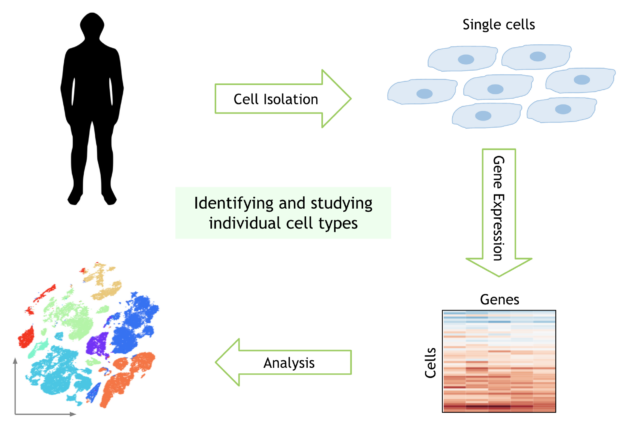 Single cells
Cell Isolation
Gene Expression
Identifying and studying
individual cell types
Genes
Cells
Analysis